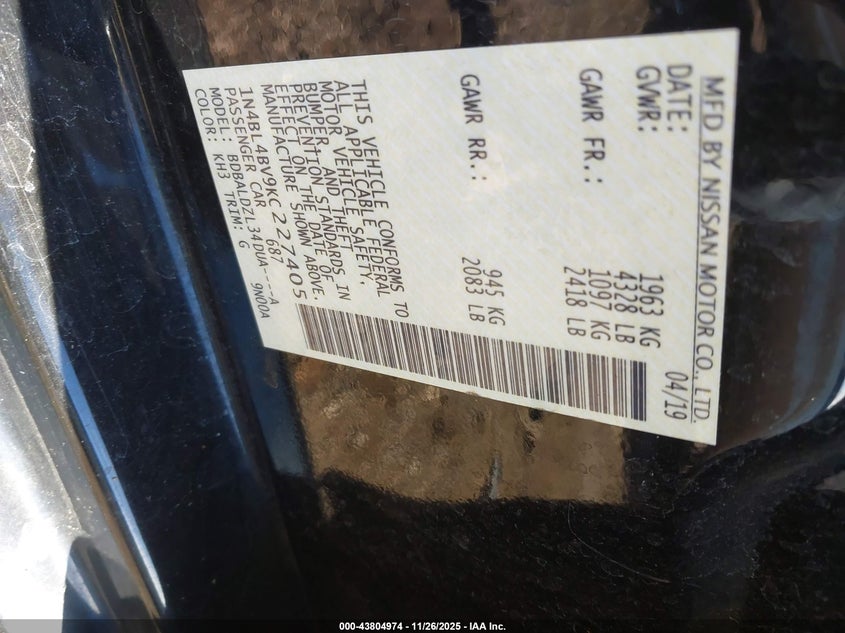 MFD BY NISSAN MOTOR CO., LTD.
DATE: 04/19
GVWR: 1963 KG
4328 LB
GAWR FR.: 1097 KG
2418 LB
GAWR RR.: 945 KG
2083 LB
THIS VEHICLE CONFORMS TO
ALL APPLICABLE FEDERAL
MOTOR VEHICLE SAFETY,
BUMPER, AND THEFT
PREVENTION STANDARDS IN
EFFECT ON THE DATE OF
MANUFACTURE SHOWN ABOVE.
1N4BL4BV9KC227405
PASSENGER CAR 687
MODEL: BDBALDZL34DUA----A
COLOR: KH3 TRIM: G 9N00A
000-43804974 - 11/26/2025 - IAA Inc.